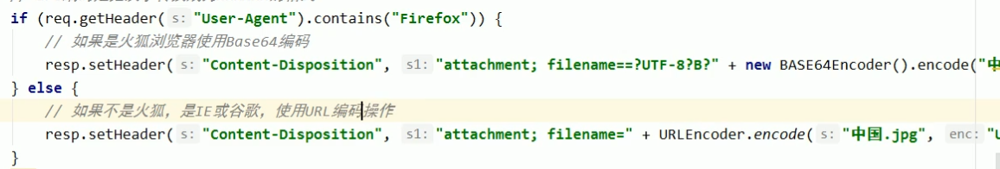 if (req.getHeader( s: "User-Agent").contains("Firefox")) {
// 如果是火狐浏览器使用Base64编码
resp.setHeader( s: "Content-Disposition", s1: "attachment; filename==?UTF-8?B?" + new BASE64Encoder().encode("中
} else {
// 如果不是火狐，是IE或谷歌，使用URL编码操作
resp.setHeader( s: "Content-Disposition", s1: "attachment; filename=" + URLEncoder.encode( s: "中国.jpg", enc: "U
}